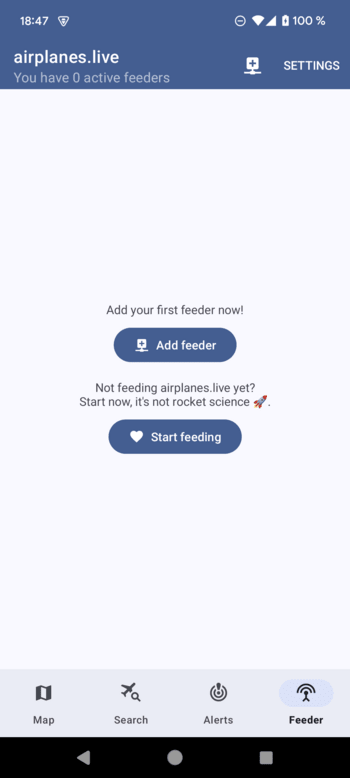 18:47
100 %
airplanes.live
You have 0 active feeders
SETTINGS
Add your first feeder now!
Add feeder
Not feeding airplanes.live yet?
Start now, it's not rocket science 🚀.
Start feeding
Map
Search
Alerts
Feeder